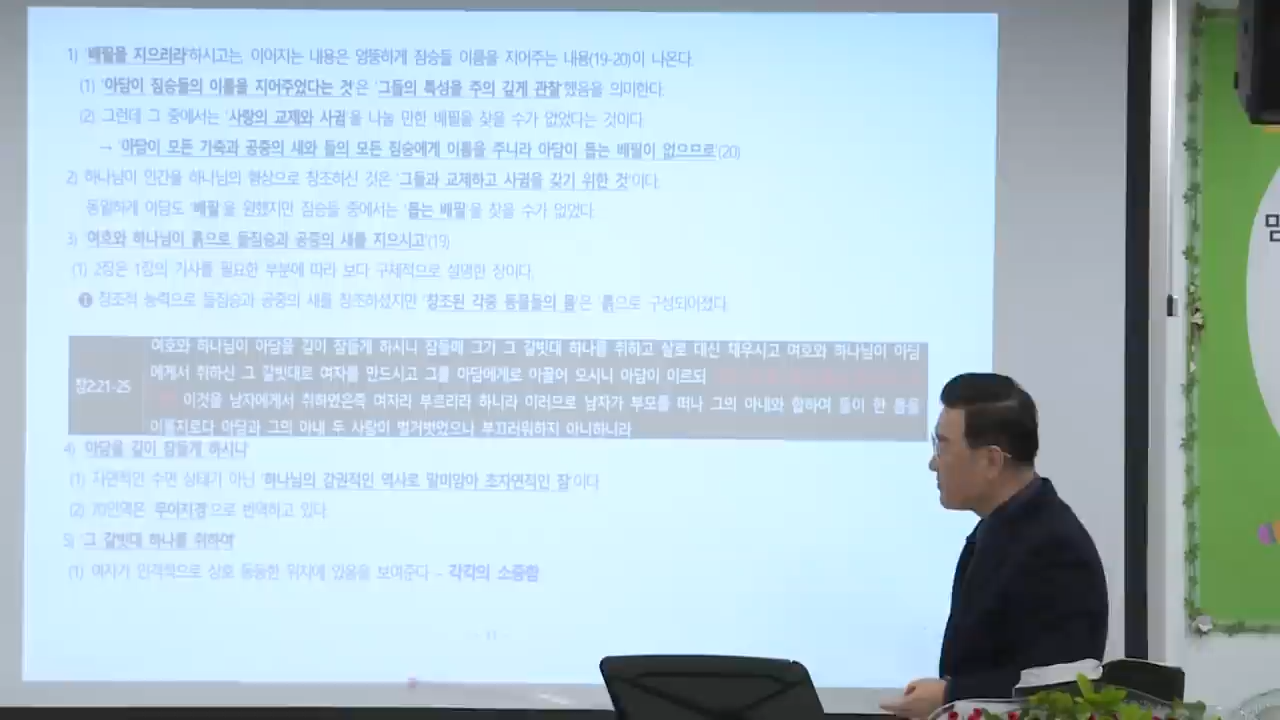 1) '배필을 지으리라'하시고는, 이어지는 내용은 엉뚱하게 짐승들 이름을 지어주는 내용(19-20)이 나온다.
(1) '아담이 짐승들의 이름을 지어주었다는 것'은 '그들의 특성을 주의 깊게 관찰'했음을 의미한다.
(2) 그런데 그 중에서는 '사랑의 교제와 사귐'을 나눌 만한 배필을 찾을 수가 없었다는 것이다.
→ '아담이 모든 가축과 공중의 새와 들의 모든 짐승에게 이름을 주니라 아담이 돕는 배필이 없으므로'(20)
2) 하나님이 인간을 하나님의 형상으로 창조하신 것은 '그들과 교제하고 사귐을 갖기 위한 것'이다.
동일하게 아담도 '배필'을 원했지만 짐승들 중에서는 '돕는 배필'을 찾을 수가 없었다.
3) '여호와 하나님이 흙으로 들짐승과 공중의 새를 지으시고'(19)
(1) 2장은 1장의 기사를 필요한 부분에 따라 보다 구체적으로 설명한 장이다.
❶ 창조적 능력으로 들짐승과 공중의 새를 창조하셨지만 '창조된 각종 동물들의 몸'은 '흙'으로 구성되어졌다.
여호와 하나님이 아담을 깊이 잠들게 하시니 잠들매 그가 그 갈빗대 하나를 취하고 살로 대신 채우시고 여호와 하나님이 아담
창2:21-25
에게서 취하신 그 갈빗대로 여자를 만드시고 그를 아담에게로 이끌어 오시니 아담이 이르되
이것을 남자에게서 취하였은즉 여자라 부르리라 하니라 이러므로 남자가 부모를 떠나 그의 아내와 합하여 둘이 한 몸을
이룰지로다 아담과 그의 아내 두 사람이 벌거벗었으나 부끄러워하지 아니하니라
4) '아담을 깊이 잠들게 하시니'
(1) 자연적인 수면 상태가 아닌 '하나님의 강권적인 역사로 말미암아 초자연적인 잠'이다.
(2) 70인역은 '무아지경'으로 번역하고 있다.
5) '그 갈빗대 하나를 취하여'
(1) 여자가 인격적으로 상호 동등한 위치에 있음을 보여준다 – 각각의 소중함